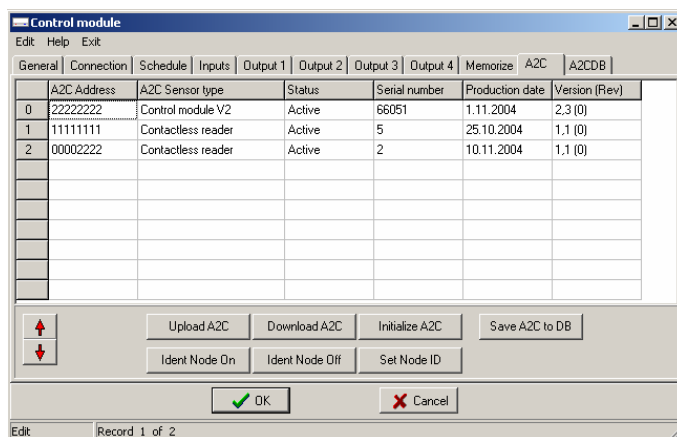 Control module
Edit Help Exit
General Connection Schedule Inputs Output 1 Output 2 Output 3 Output 4 Memorize A2C A2CDB
A2C Address A2C Sensor type Status Serial number Production date Version (Rev)
0 22222222 Control module V2 Active 66051 1.11.2004 2,3 (0)
1 11111111 Contactless reader Active 5 25.10.2004 1,1 (0)
2 00002222 Contactless reader Active 2 10.11.2004 1,1 (0)
Upload A2C Download A2C Initialize A2C Save A2C to DB
Ident Node On Ident Node Off Set Node ID
OK Cancel
Edit Record 1 of 2